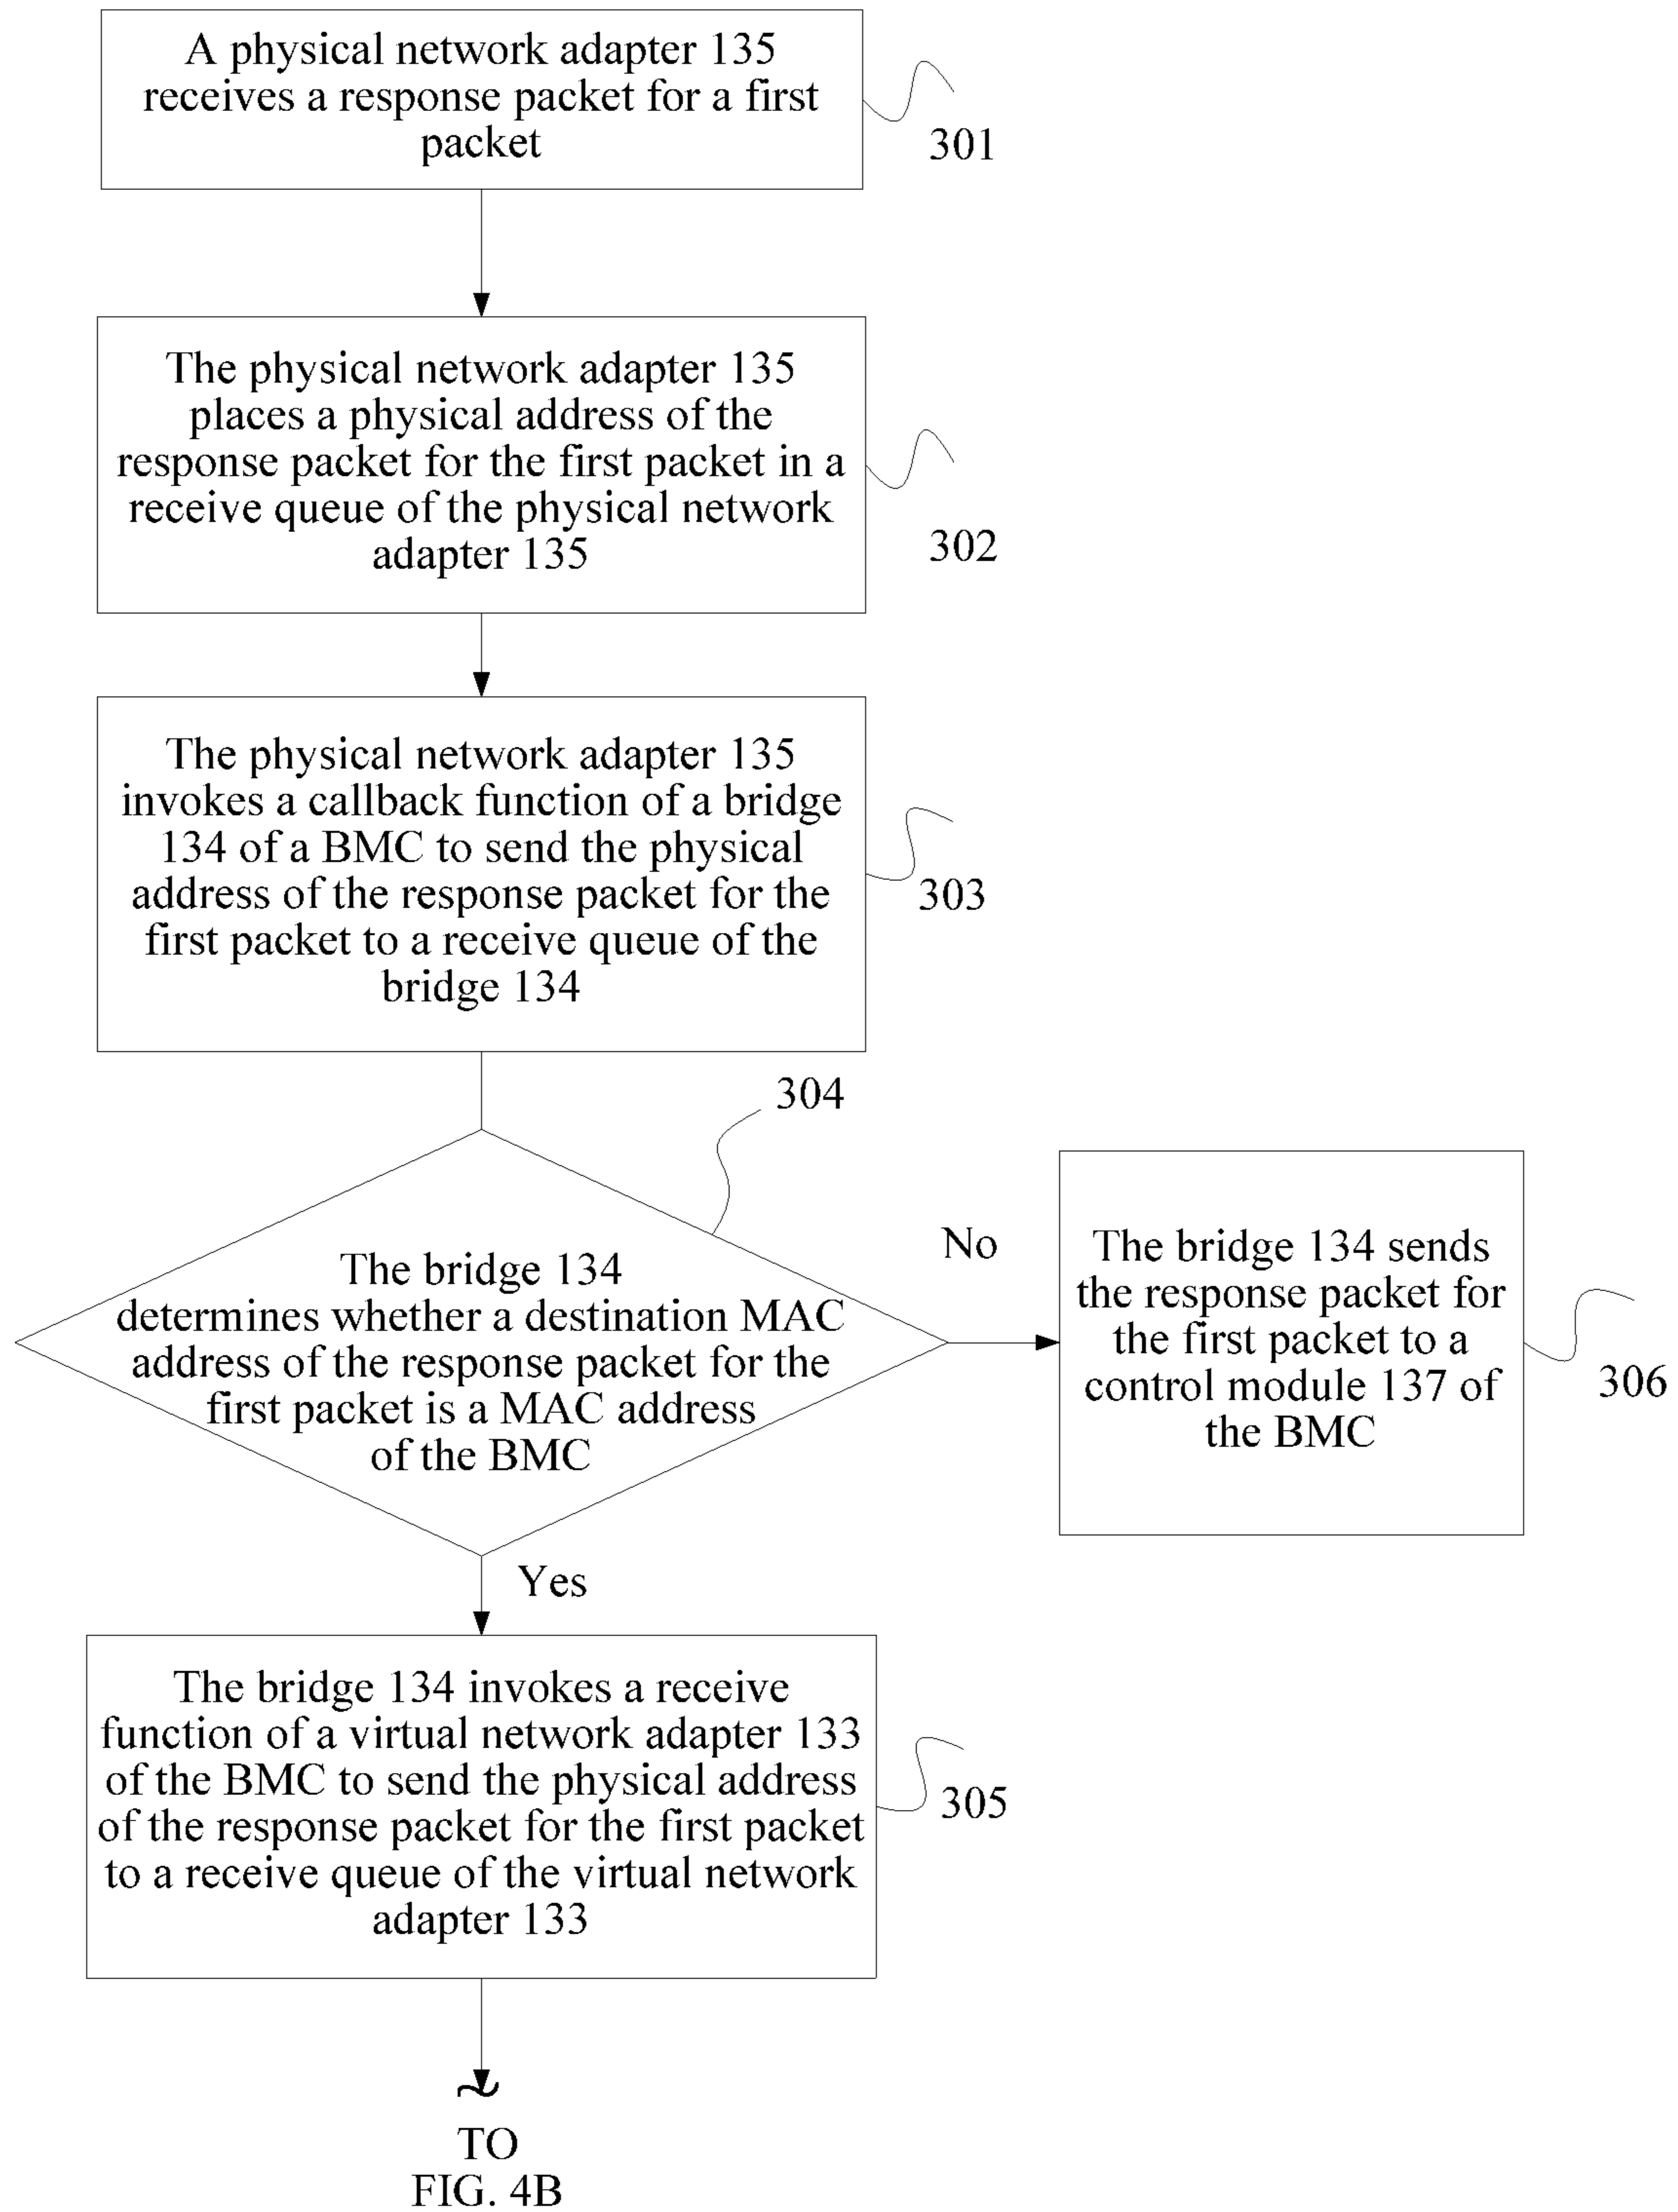 A physical network adapter 135
receives a response packet for a first
packet
301
The physical network adapter 135
places a physical address of the
response packet for the first packet in a
receive queue of the physical network
adapter 135
302
The physical network adapter 135
invokes a callback function of a bridge
134 of a BMC to send the physical
address of the response packet for the
first packet to a receive queue of the
bridge 134
303
304
The bridge 134
determines whether a destination MAC
address of the response packet for the
first packet is a MAC address
of the BMC
No
The bridge 134 sends
the response packet for
the first packet to a
control module 137 of
the BMC
306
Yes
The bridge 134 invokes a receive
function of a virtual network adapter 133
of the BMC to send the physical address
of the response packet for the first packet
to a receive queue of the virtual network
adapter 133
305
TO
FIG. 4B